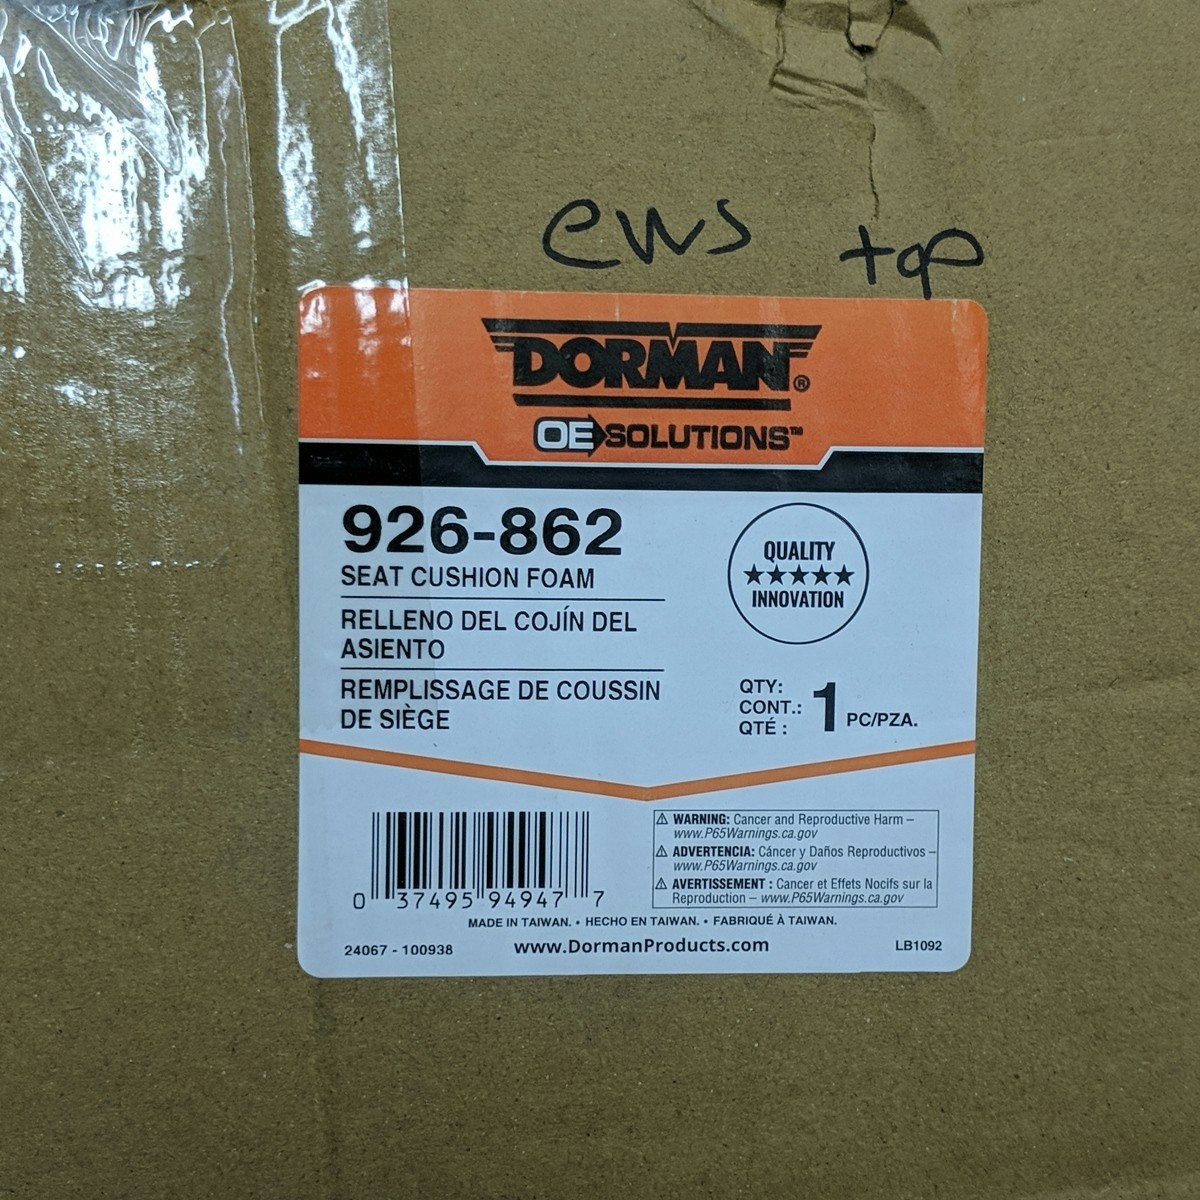 ews top
DORMAN®
OE SOLUTIONS™
926-862
SEAT CUSHION FOAM
RELLENO DEL COJÍN DEL
ASIENTO
REMPLISSAGE DE COUSSIN
DE SIÈGE
QUALITY
★★★★★
INNOVATION
QTY:
CONT.:
QTÉ :
1 PC/PZA.
0 37495 94947 7
⚠ WARNING: Cancer and Reproductive Harm –
www.P65Warnings.ca.gov
⚠ ADVERTENCIA: Cáncer y Daños Reproductivos –
www.P65Warnings.ca.gov
⚠ AVERTISSEMENT : Cancer et Effets Nocifs sur la
Reproduction – www.P65Warnings.ca.gov
MADE IN TAIWAN. • HECHO EN TAIWAN. • FABRIQUÉ À TAIWAN.
24067 - 100938 www.DormanProducts.com LB1092